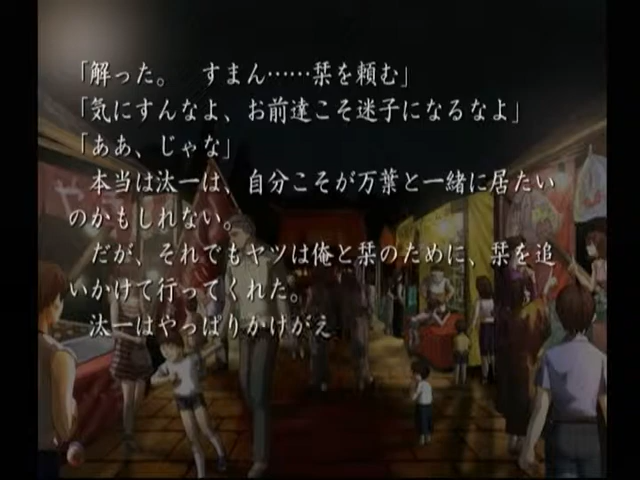 「解った。　すまん……栞を頼む」
「気にすんなよ、お前達こそ迷子になるなよ」
「ああ、じゃな」
　本当は汰一は、自分こそが万葉と一緒に居たい
のかもしれない。
　だが、それでもヤツは俺と栞のために、栞を追
いかけて行ってくれた。
　汰一はやっぱりかけがえ